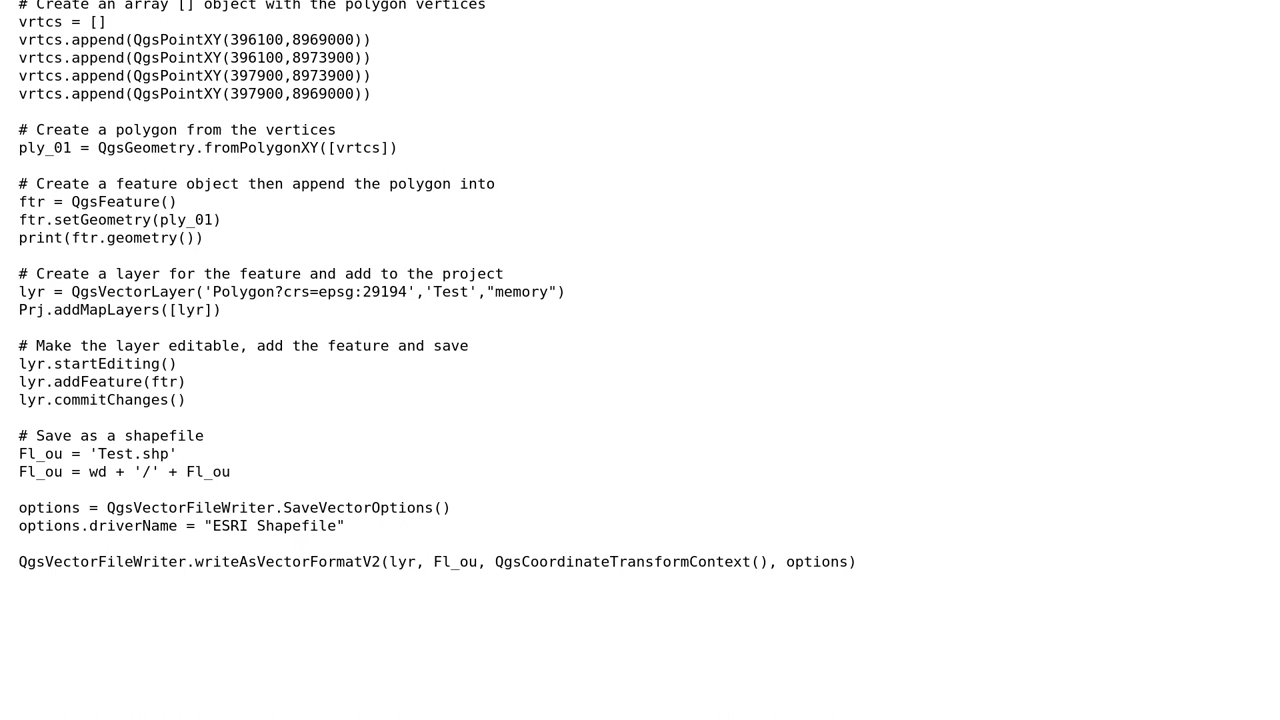 # Create an array [] object with the polygon vertices
vrtcs = []
vrtcs.append(QgsPointXY(396100,8969000))
vrtcs.append(QgsPointXY(396100,8973900))
vrtcs.append(QgsPointXY(397900,8973900))
vrtcs.append(QgsPointXY(397900,8969000))

# Create a polygon from the vertices
ply_01 = QgsGeometry.fromPolygonXY([vrtcs])

# Create a feature object then append the polygon into
ftr = QgsFeature()
ftr.setGeometry(ply_01)
print(ftr.geometry())

# Create a layer for the feature and add to the project
lyr = QgsVectorLayer('Polygon?crs=epsg:29194','Test',"memory")
Prj.addMapLayers([lyr])

# Make the layer editable, add the feature and save
lyr.startEditing()
lyr.addFeature(ftr)
lyr.commitChanges()

# Save as a shapefile
Fl_ou = 'Test.shp'
Fl_ou = wd + '/' + Fl_ou

options = QgsVectorFileWriter.SaveVectorOptions()
options.driverName = "ESRI Shapefile"

QgsVectorFileWriter.writeAsVectorFormatV2(lyr, Fl_ou, QgsCoordinateTransformContext(), options)